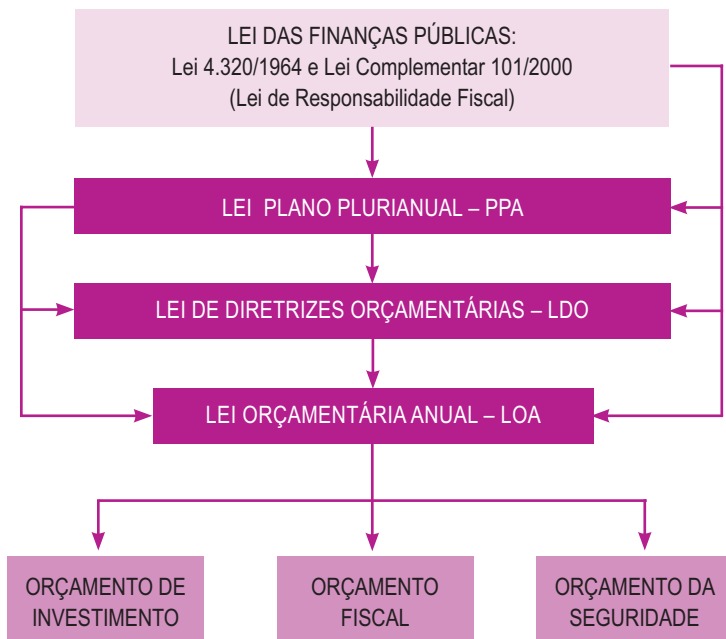 LEI DAS FINANÇAS PÚBLICAS:
Lei 4.320/1964 e Lei Complementar 101/2000
(Lei de Responsabilidade Fiscal)
LEI PLANO PLURIANUAL – PPA
LEI DE DIRETRIZES ORÇAMENTÁRIAS – LDO
LEI ORÇAMENTÁRIA ANUAL – LOA
ORÇAMENTO DE
INVESTIMENTO
ORÇAMENTO
FISCAL
ORÇAMENTO DA
SEGURIDADE